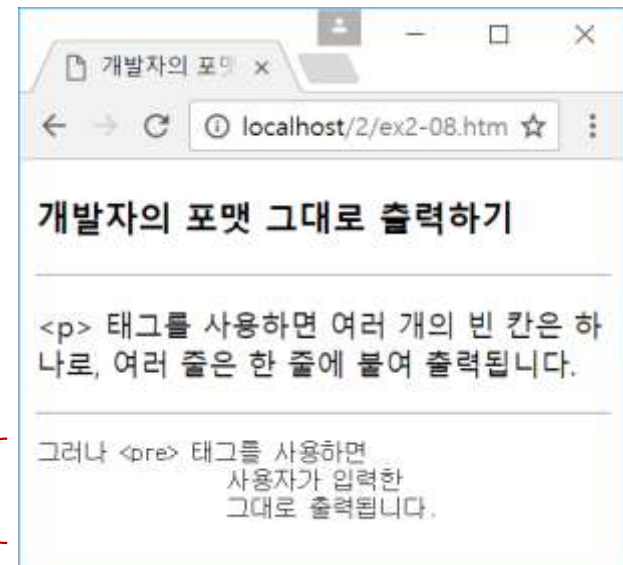 개발자의 포맷
localhost/2/ex2-08.htm
개발자의 포맷 그대로 출력하기
<p> 태그를 사용하면 여러 개의 빈 칸은 하
나로, 여러 줄은 한 줄에 붙여 출력됩니다.
그러나 <pre> 태그를 사용하면
사용자가 입력한
그대로 출력됩니다.